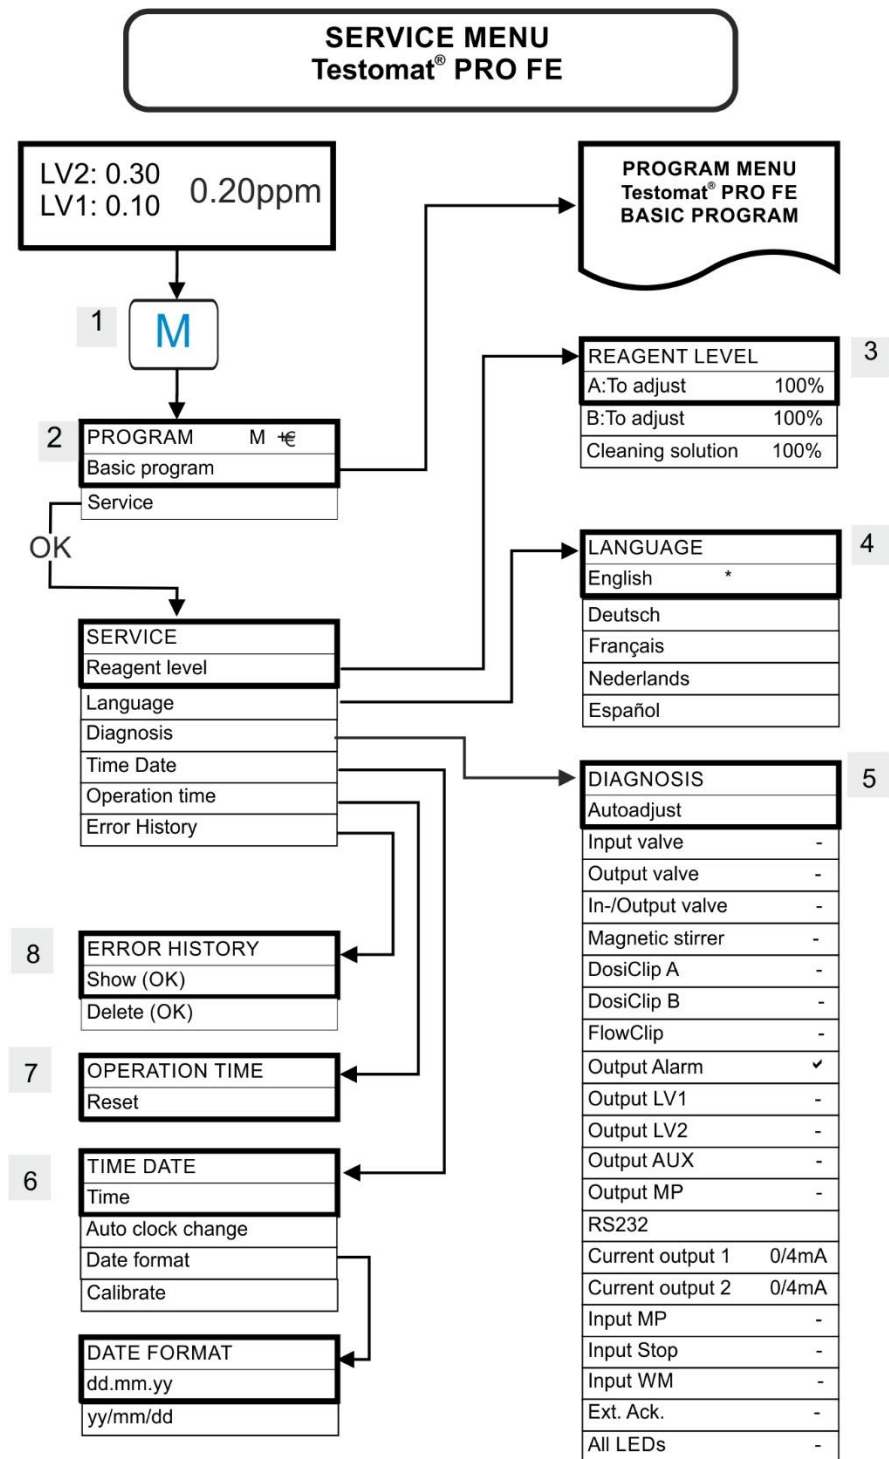 SERVICE MENU
Testomat® PRO FE
LV2: 0.30
LV1: 0.10
0.20ppm
1
M
2
PROGRAM M +€
Basic program
Service
OK
SERVICE
Reagent level
Language
Diagnosis
Time Date
Operation time
Error History
8
ERROR HISTORY
Show (OK)
Delete (OK)
7
OPERATION TIME
Reset
6
TIME DATE
Time
Auto clock change
Date format
Calibrate
DATE FORMAT
dd.mm.yy
yy/mm/dd
PROGRAM MENU
Testomat® PRO FE
BASIC PROGRAM
3
REAGENT LEVEL
A:To adjust 100%
B:To adjust 100%
Cleaning solution 100%
4
LANGUAGE
English *
Deutsch
Français
Nederlands
Español
5
DIAGNOSIS
Autoadjust
Input valve -
Output valve -
In-/Output valve -
Magnetic stirrer -
DosiClip A -
DosiClip B -
FlowClip -
Output Alarm ✓
Output LV1 -
Output LV2 -
Output AUX -
Output MP -
RS232
Current output 1 0/4mA
Current output 2 0/4mA
Input MP -
Input Stop -
Input WM -
Ext. Ack. -
All LEDs -